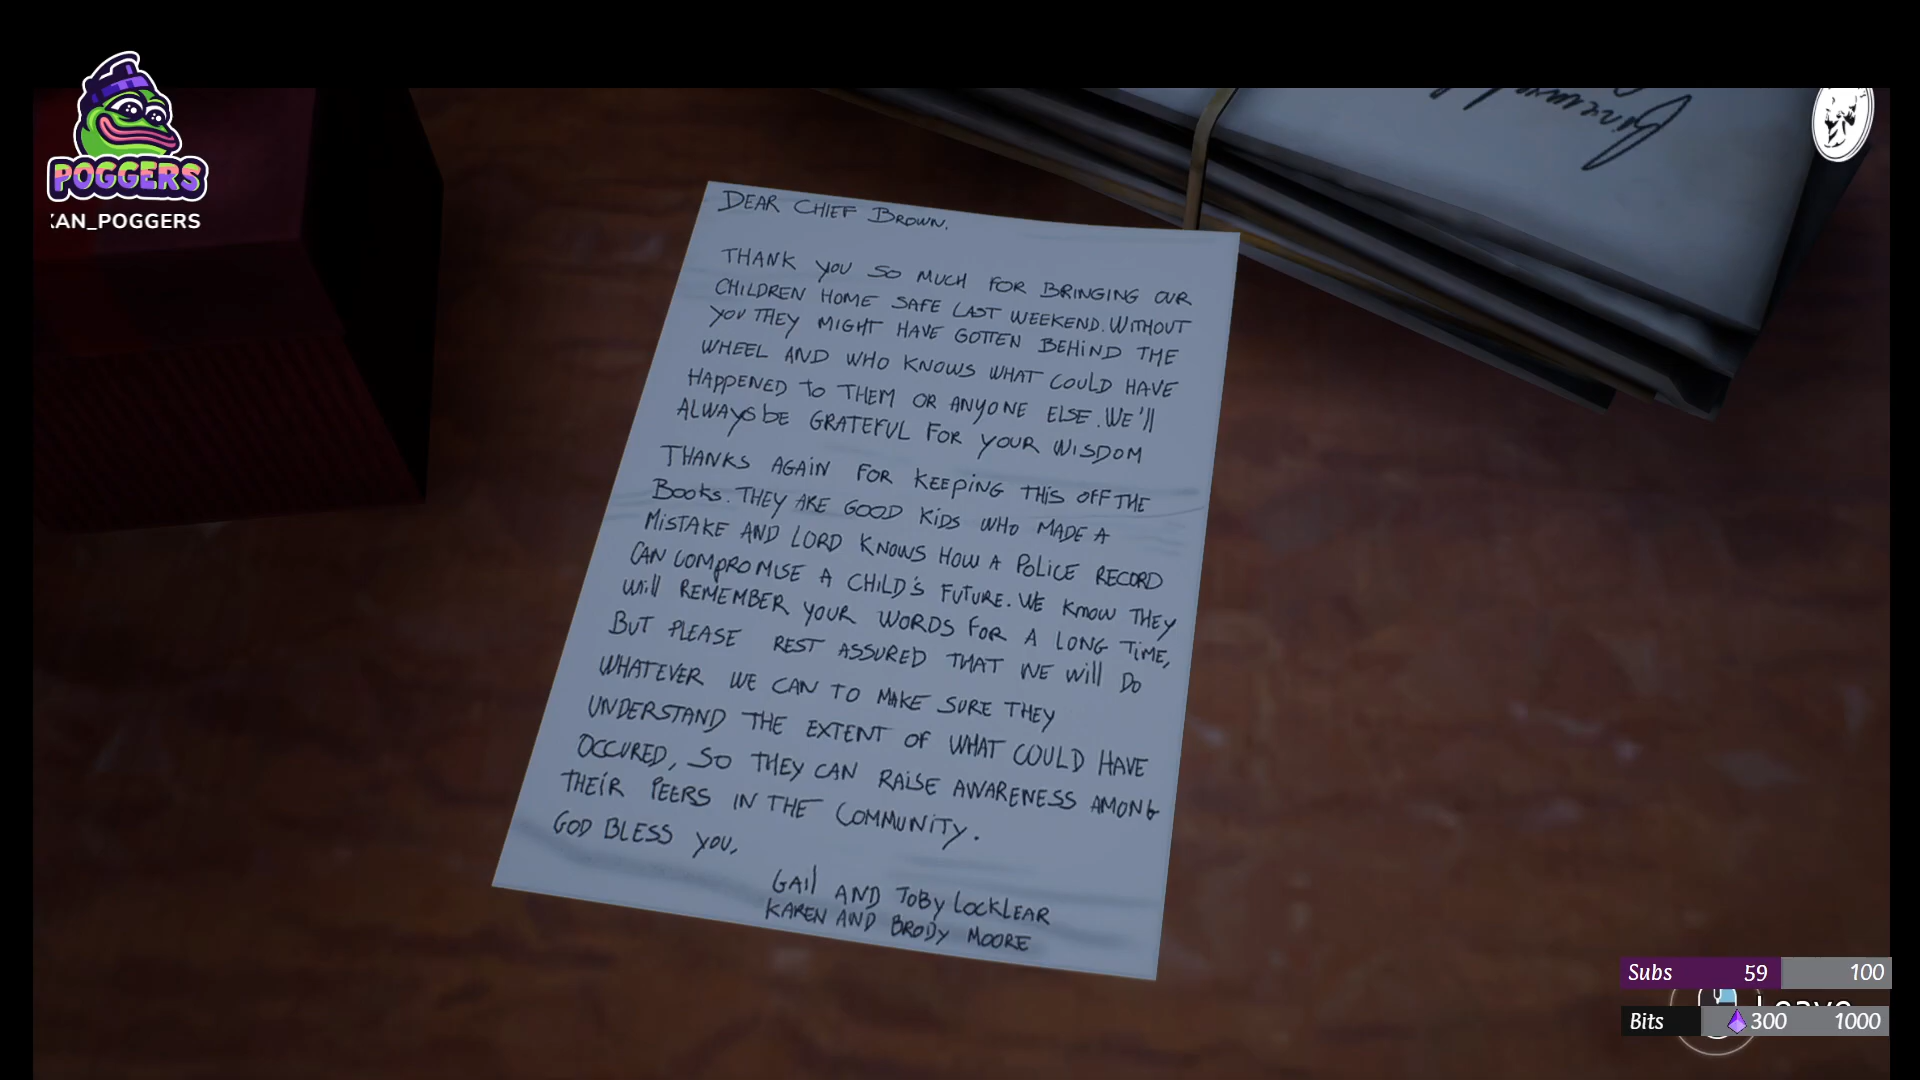 POGGERS
KAN_POGGERS
DEAR CHIEF BROWN.
THANK YOU SO MUCH FOR BRINGING OUR
CHILDREN HOME SAFE LAST WEEKEND. WITHOUT
YOU THEY MIGHT HAVE GOTTEN BEHIND THE
WHEEL AND WHO KNOWS WHAT COULD HAVE
HAPPENED TO THEM OR ANYONE ELSE. WE'll
ALWAYS BE GRATEFUL FOR YOUR WISDOM
THANKS AGAIN FOR KEEPING THIS OFF THE
BOOKS. THEY ARE GOOD KIDS WHO MADE A
MISTAKE AND LORD KNOWS HOW A POLICE RECORD
CAN COMPROMISE A CHILD'S FUTURE. WE KNOW THEY
Will REMEMBER YOUR WORDS FOR A LONG TIME,
BUT PLEASE REST ASSURED THAT WE Will DO
WHATEVER WE CAN TO MAKE SURE THEY
UNDERSTAND THE EXTENT OF WHAT COULD HAVE
OCCURED, SO THEY CAN RAISE AWARENESS AMONG
THEIR PEERS IN THE COMMUNITY.
GOD BLESS YOU,
GAIL AND TOBY LOCKLEAR
KAREN AND BRODY MOORE
Subs 59 100
Leave
Bits 300 1000